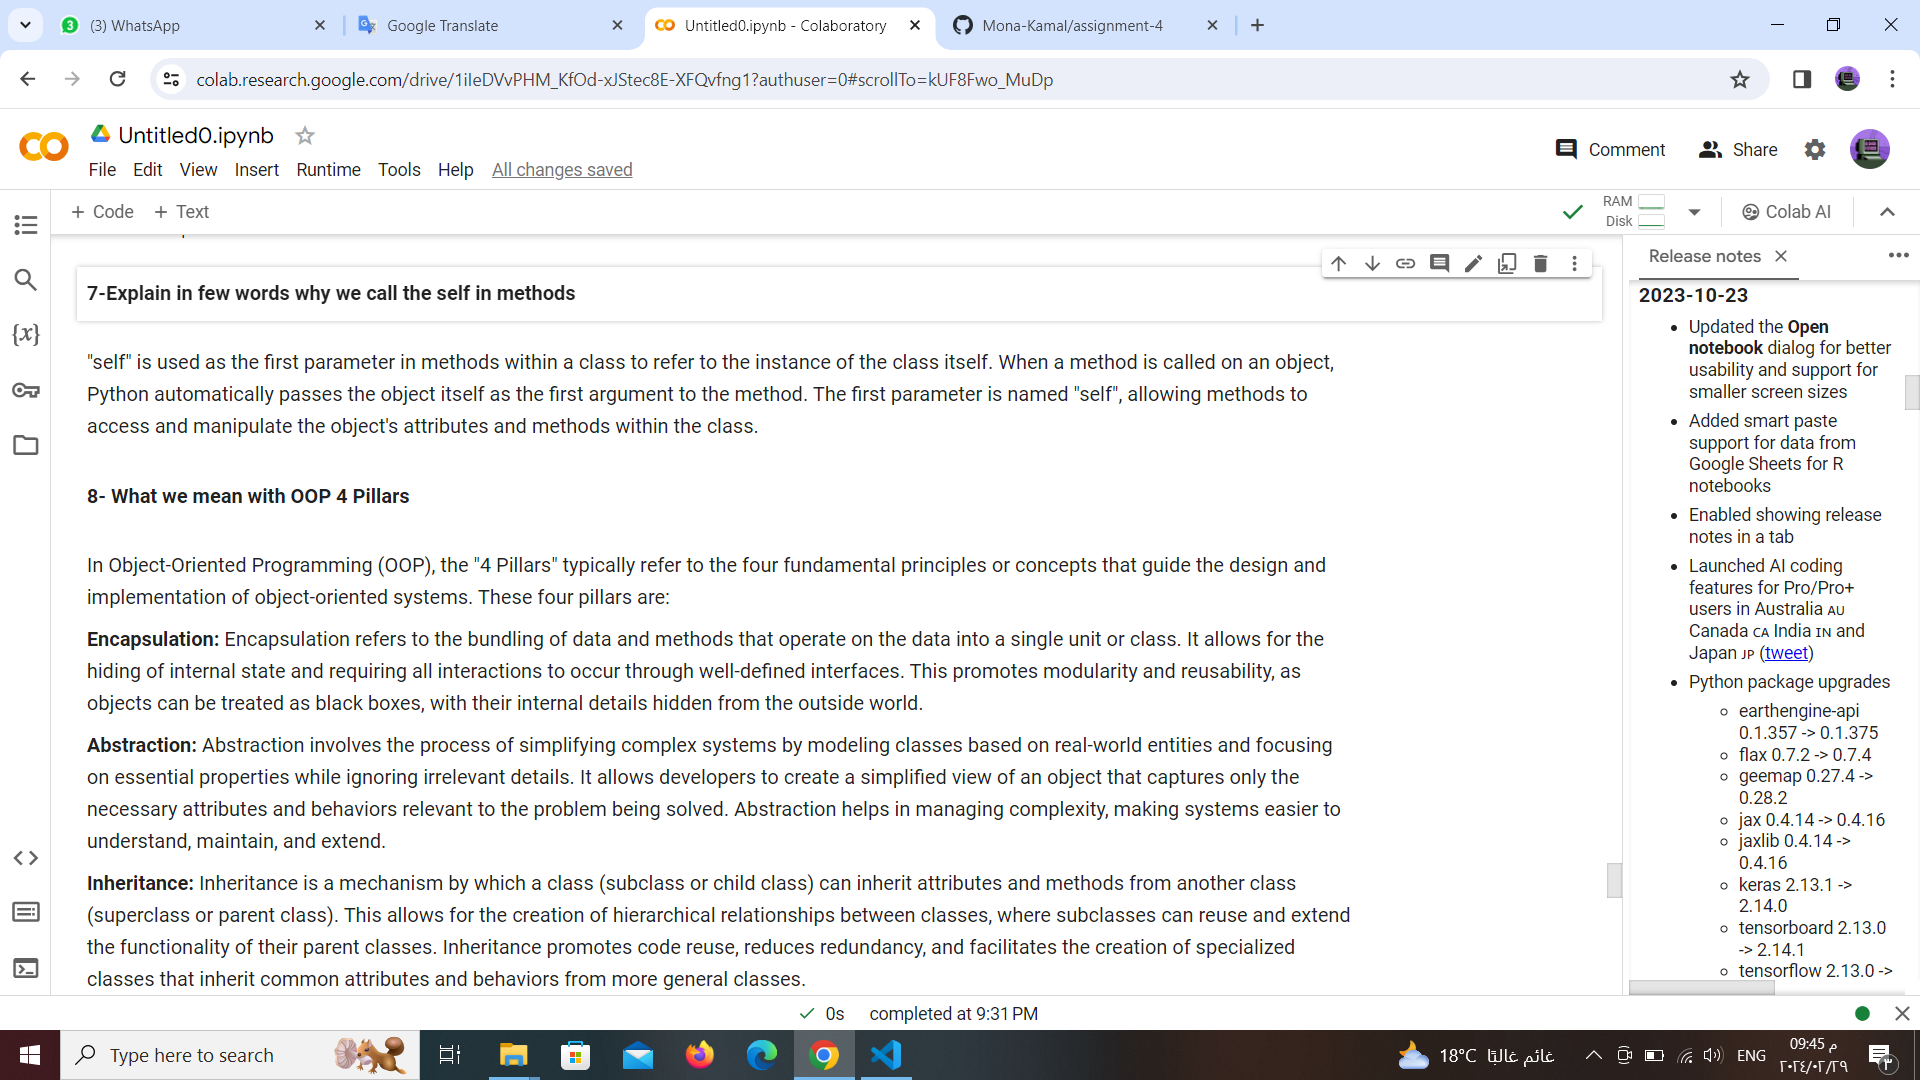 (3) WhatsApp
Google Translate
Untitled0.ipynb - Colaboratory
Mona-Kamal/assignment-4
colab.research.google.com/drive/1iIeDVvPHM_KfOd-xJStec8E-XFQvfng1?authuser=0#scrollTo=kUF8Fwo_MuDp
Untitled0.ipynb
File Edit View Insert Runtime Tools Help All changes saved
Comment Share
+ Code + Text
RAM
Disk
Colab AI
7-Explain in few words why we call the self in methods
"self" is used as the first parameter in methods within a class to refer to the instance of the class itself. When a method is called on an object,
Python automatically passes the object itself as the first argument to the method. The first parameter is named "self", allowing methods to
access and manipulate the object's attributes and methods within the class.
8- What we mean with OOP 4 Pillars
In Object-Oriented Programming (OOP), the "4 Pillars" typically refer to the four fundamental principles or concepts that guide the design and
implementation of object-oriented systems. These four pillars are:
Encapsulation: Encapsulation refers to the bundling of data and methods that operate on the data into a single unit or class. It allows for the
hiding of internal state and requiring all interactions to occur through well-defined interfaces. This promotes modularity and reusability, as
objects can be treated as black boxes, with their internal details hidden from the outside world.
Abstraction: Abstraction involves the process of simplifying complex systems by modeling classes based on real-world entities and focusing
on essential properties while ignoring irrelevant details. It allows developers to create a simplified view of an object that captures only the
necessary attributes and behaviors relevant to the problem being solved. Abstraction helps in managing complexity, making systems easier to
understand, maintain, and extend.
Inheritance: Inheritance is a mechanism by which a class (subclass or child class) can inherit attributes and methods from another class
(superclass or parent class). This allows for the creation of hierarchical relationships between classes, where subclasses can reuse and extend
the functionality of their parent classes. Inheritance promotes code reuse, reduces redundancy, and facilitates the creation of specialized
classes that inherit common attributes and behaviors from more general classes.
Release notes
2023-10-23
Updated the Open
notebook dialog for better
usability and support for
smaller screen sizes
Added smart paste
support for data from
Google Sheets for R
notebooks
Enabled showing release
notes in a tab
Launched AI coding
features for Pro/Pro+
users in Australia AU
Canada CA India IN and
Japan JP (tweet)
Python package upgrades
earthengine-api
0.1.357 -> 0.1.375
flax 0.7.2 -> 0.7.4
geemap 0.27.4 ->
0.28.2
jax 0.4.14 -> 0.4.16
jaxlib 0.4.14 ->
0.4.16
keras 2.13.1 ->
2.14.0
tensorboard 2.13.0
-> 2.14.1
tensorflow 2.13.0 ->
0s completed at 9:31 PM
Type here to search
18°C غائم غالبًا
ENG
09:45 م
٢٠٢٤/٠٢/٢٩
٣